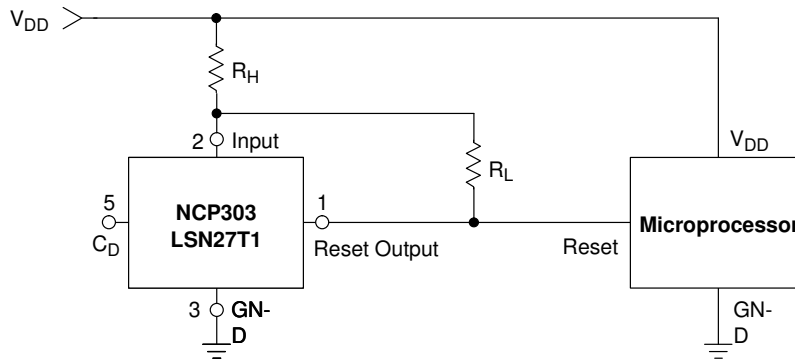 VDD
RH
2 Input
VDD
RL
5
CD
NCP303
LSN27T1
1
Reset Output
Reset
Microprocessor
3 GN-
D
GN-
D